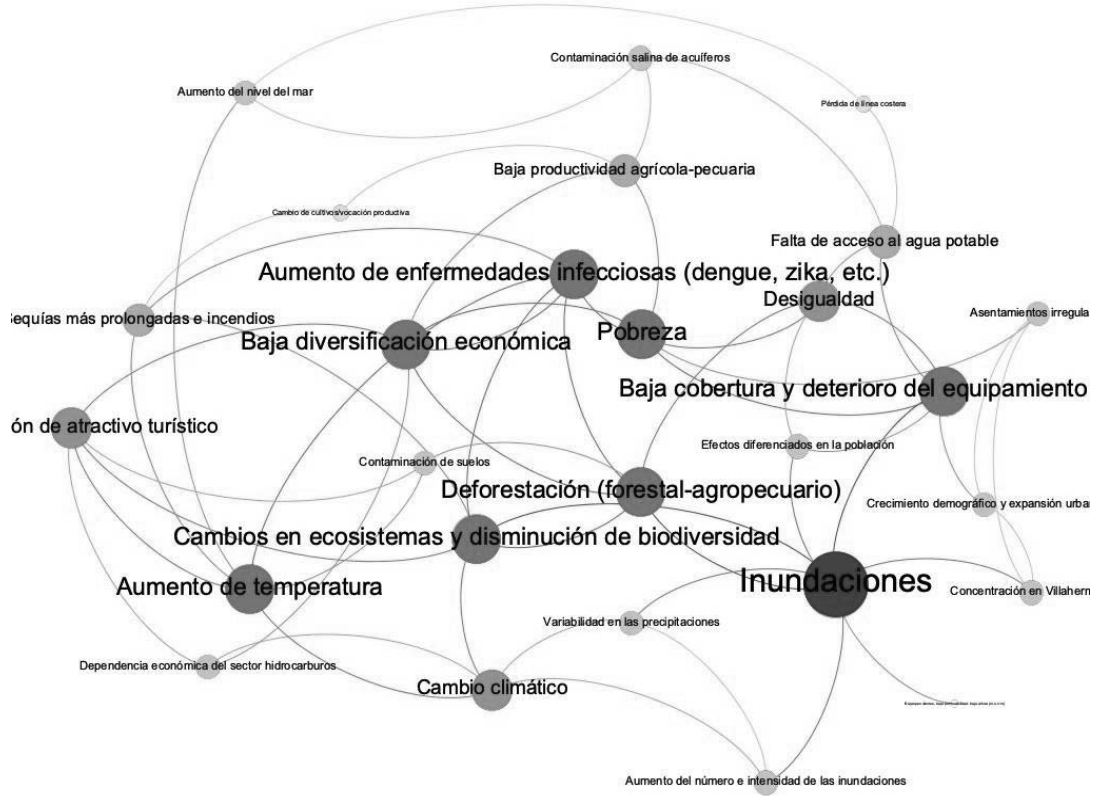 Contaminación salina de acuíferos
Aumento del nivel del mar
Pérdida de línea costera
Baja productividad agrícola-pecuaria
Cambio de cultivos/vocación productiva
Falta de acceso al agua potable
Aumento de enfermedades infecciosas (dengue, zika, etc.)
Desigualdad
Asentamientos irregula
equías más prolongadas e incendios
Pobreza
Baja diversificación económica
Baja cobertura y deterioro del equipamiento
ón de atractivo turístico
Efectos diferenciados en la población
Contaminación de suelos
Deforestación (forestal-agropecuario)
Crecimiento demográfico y expansión urba
Cambios en ecosistemas y disminución de biodiversidad
Inundaciones
Aumento de temperatura
Concentración en Villaherm
Variabilidad en las precipitaciones
Dependencia económica del sector hidrocarburos
Cambio climático
Aumento del número e intensidad de las inundaciones